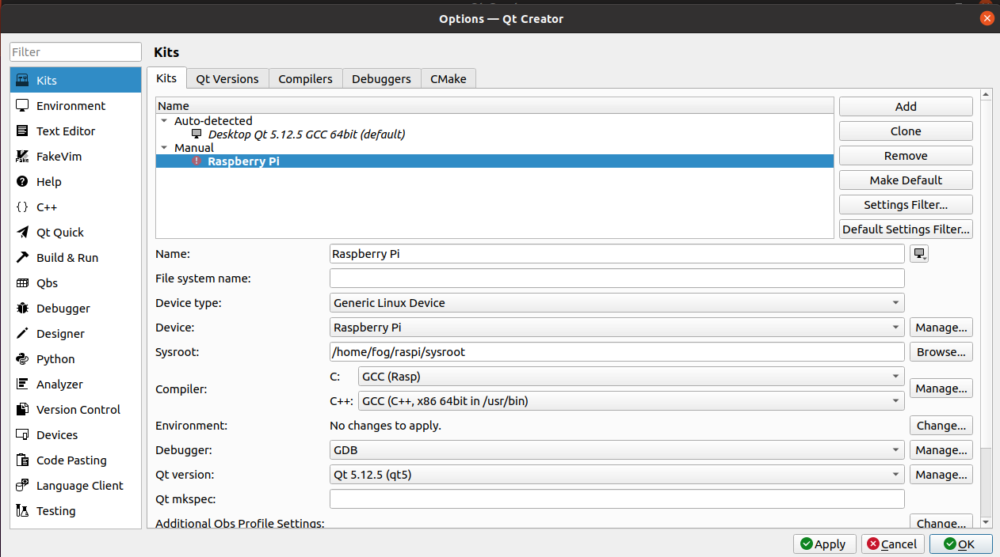 Options — Qt Creator
Filter
Kits
Environment
Text Editor
FakeVim
Help
C++
Qt Quick
Build & Run
Qbs
Debugger
Designer
Python
Analyzer
Version Control
Devices
Code Pasting
Language Client
Testing
Kits
Kits Qt Versions Compilers Debuggers CMake
Name
Auto-detected
Desktop Qt 5.12.5 GCC 64bit (default)
Manual
Raspberry Pi
Add
Clone
Remove
Make Default
Settings Filter...
Default Settings Filter...
Name: Raspberry Pi
File system name:
Device type: Generic Linux Device
Device: Raspberry Pi Manage...
Sysroot: /home/fog/raspi/sysroot Browse...
Compiler: Manage...
C: GCC (Rasp)
C++: GCC (C++, x86 64bit in /usr/bin)
Environment: No changes to apply. Change...
Debugger: GDB Manage...
Qt version: Qt 5.12.5 (qt5) Manage...
Qt mkspec:
Additional Qbs Profile Settings: Change...
Apply Cancel OK